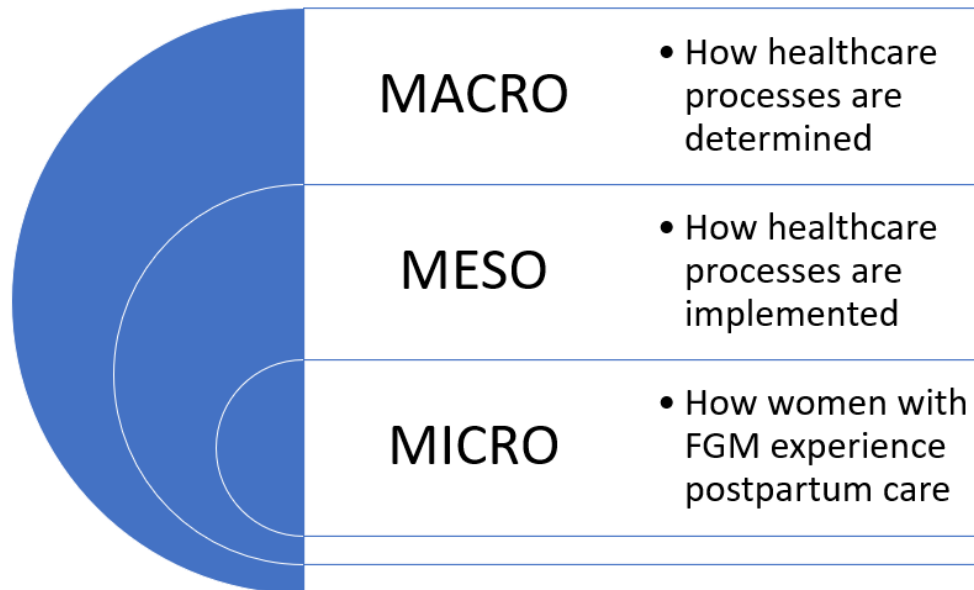 MACRO
• How healthcare
processes are
determined
MESO
• How healthcare
processes are
implemented
MICRO
• How women with
FGM experience
postpartum care